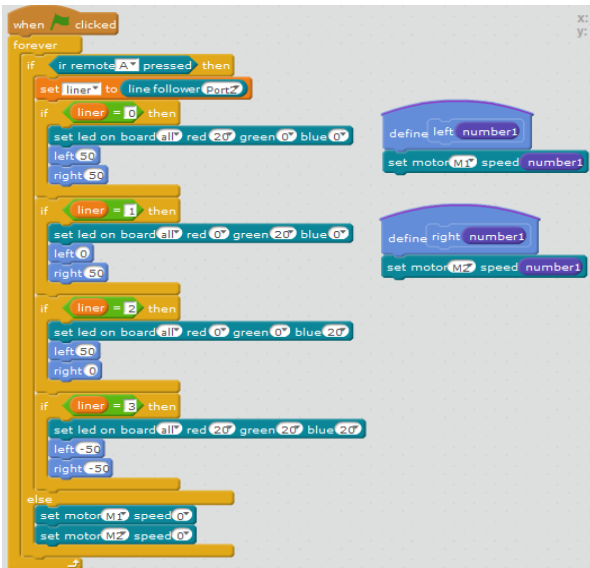 when clicked
forever
if ir remote A pressed then
set liner to line follower Port2
if liner = 0 then
set led on board all red 20 green 0 blue 0
left 50
right 50
if liner = 1 then
set led on board all red 0 green 20 blue 0
left 0
right 50
if liner = 2 then
set led on board all red 0 green 0 blue 20
left 50
right 0
if liner = 3 then
set led on board all red 20 green 20 blue 20
left -50
right -50
else
set motor M1 speed 0
set motor M2 speed 0
x:
y:
define left number1
set motor M1 speed number1
define right number1
set motor M2 speed number1